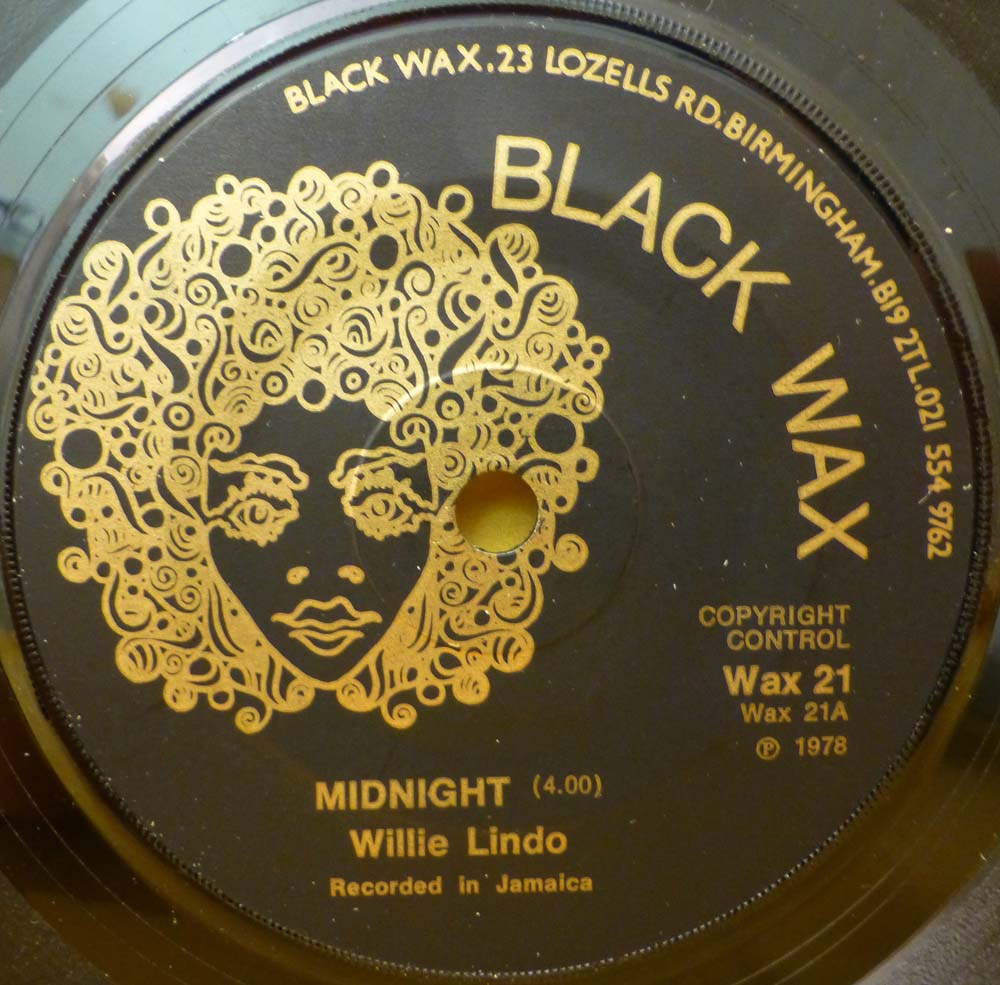 BLACK WAX.23 LOZELLS RD.BIRMINGHAM.B19 2TL.021 554 9762
BLACK WAX
COPYRIGHT
CONTROL
Wax 21
Wax 21A
℗ 1978
MIDNIGHT (4.00)
Willie Lindo
Recorded in Jamaica